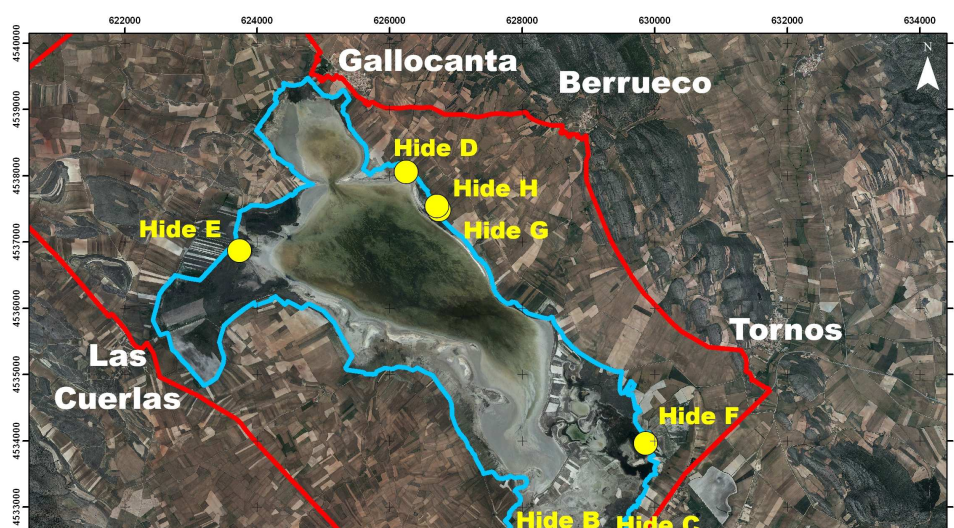 622000 624000 626000 628000 630000 632000 634000
4540000
4539000
4538000
4537000
4536000
4535000
4534000
4533000
N
Gallocanta
Berrueco
Hide D
Hide H
Hide G
Hide E
Tornos
Las
Cuerlas
Hide F
Hide B
Hide C